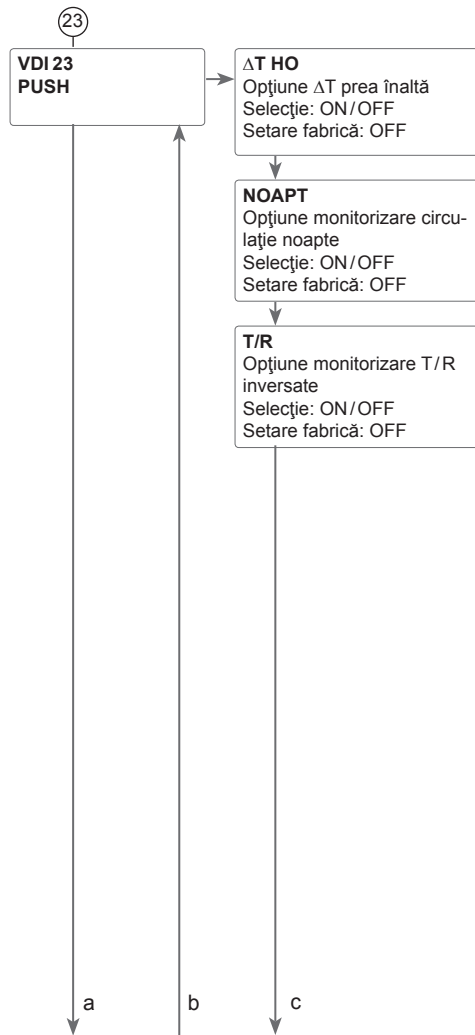 23
VDI 23
PUSH
∆T HO
Opţiune ∆T prea înaltă
Selecţie: ON / OFF
Setare fabrică: OFF
NOAPT
Opţiune monitorizare circu-
laţie noapte
Selecţie: ON / OFF
Setare fabrică: OFF
T/R
Opţiune monitorizare T / R
inversate
Selecţie: ON / OFF
Setare fabrică: OFF
a
b
c